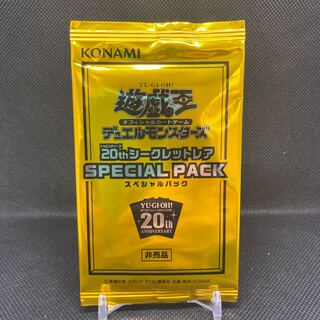 KONAMI
YU-GI-OH!
遊戯王
オフィシャルカードゲーム
デュエルモンスターズ
20thシークレットレア
SPECIAL PACK
スペシャルパック
YU-GI-OH!
20th
ANNIVERSARY
非売品